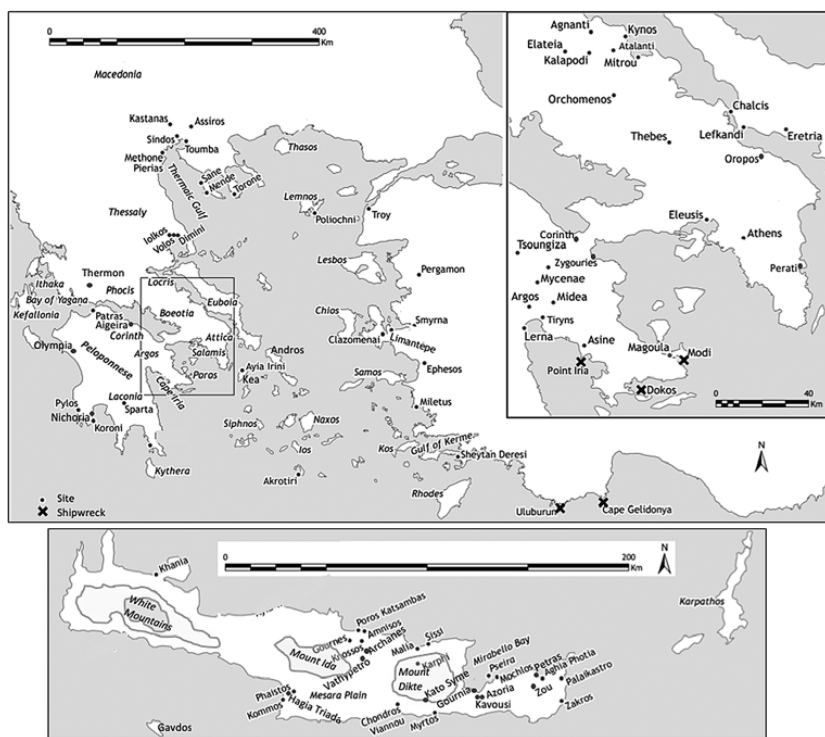 0 400
Km
Macedonia
Kastanas
Assiros
Sindos
Toumba
Methone
Pierias
Thermaic Gulf
Sane
Mende
Torone
Thasos
Lemnos
Poliochni
Troy
Thessaly
Iolkos
Volos
Dimini
Lesbos
Pergamon
Thermon
Locris
Ithaka
Phocis
Bay of Yagana
Kefallonia
Patras
Aigeira
Corinth
Boeotia
Euboia
Attica
Salamis
Chios
Smyrna
Clazomenai
Limantepe
Olympia
Peloponnese
Argos
Poros
Cape Iria
Andros
Ayia Irini
Kea
Samos
Ephesos
Miletus
Laconia
Sparta
Pylos
Nichoria
Koroni
Siphnos
Naxos
Ios
Kos
Gulf of Kerme
Sheytan Deresi
Kythera
Akrotiri
Rhodes
Uluburun
Cape Gelidonya
N
Site
Shipwreck
Agnanti
Kynos
Elateia
Atalanti
Kalapodi
Mitrou
Orchomenos
Chalcis
Thebes
Lefkandi
Eretria
Oropos
Eleusis
Athens
Corinth
Tsoungiza
Zygouries
Mycenae
Perati
Argos
Midea
Tiryns
Lerna
Asine
Magoula
Modi
Point Iria
Dokos
0 40
Km
0 200
Km
N
Khania
White
Mountains
Karpathos
Poros Katsambas
Gournes
Amnisos
Knossos
Archanes
Mount Ida
Vathypetro
Malia
Sissi
Karphi
Mount
Dikte
Mirabello Bay
Pseira
Mochlos
Petras
Aghia Photia
Palaikastro
Kato Syme
Gournia
Azoria
Kavousi
Zou
Zakros
Phaistos
Mesara Plain
Hagia Triada
Kommos
Chondros
Viannou
Myrtos
Gavdos